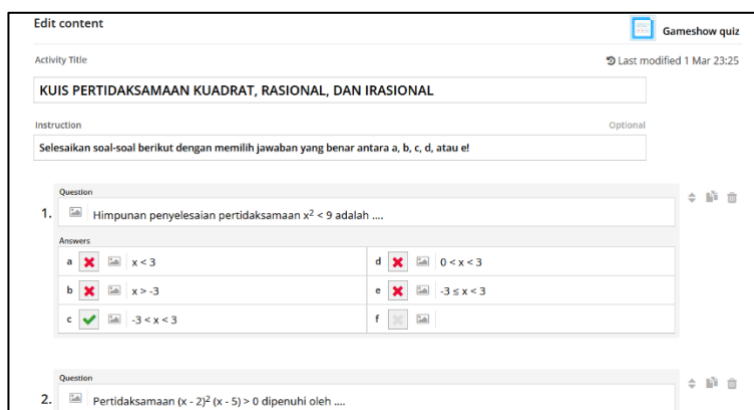 Edit content
Gameshow quiz
Activity Title
Last modified 1 Mar 23:25
KUIS PERTIDAKSAMAAN KUADRAT, RASIONAL, DAN IRASIONAL
Instruction Optional
Selesaikan soal-soal berikut dengan memilih jawaban yang benar antara a, b, c, d, atau e!
Question
1. Himpunan penyelesaian pertidaksamaan x² < 9 adalah ....
Answers
a x < 3
d 0 < x < 3
b x > -3
e -3 ≤ x < 3
c -3 < x < 3
f
Question
2. Pertidaksamaan (x - 2)² (x - 5) > 0 dipenuhi oleh ....